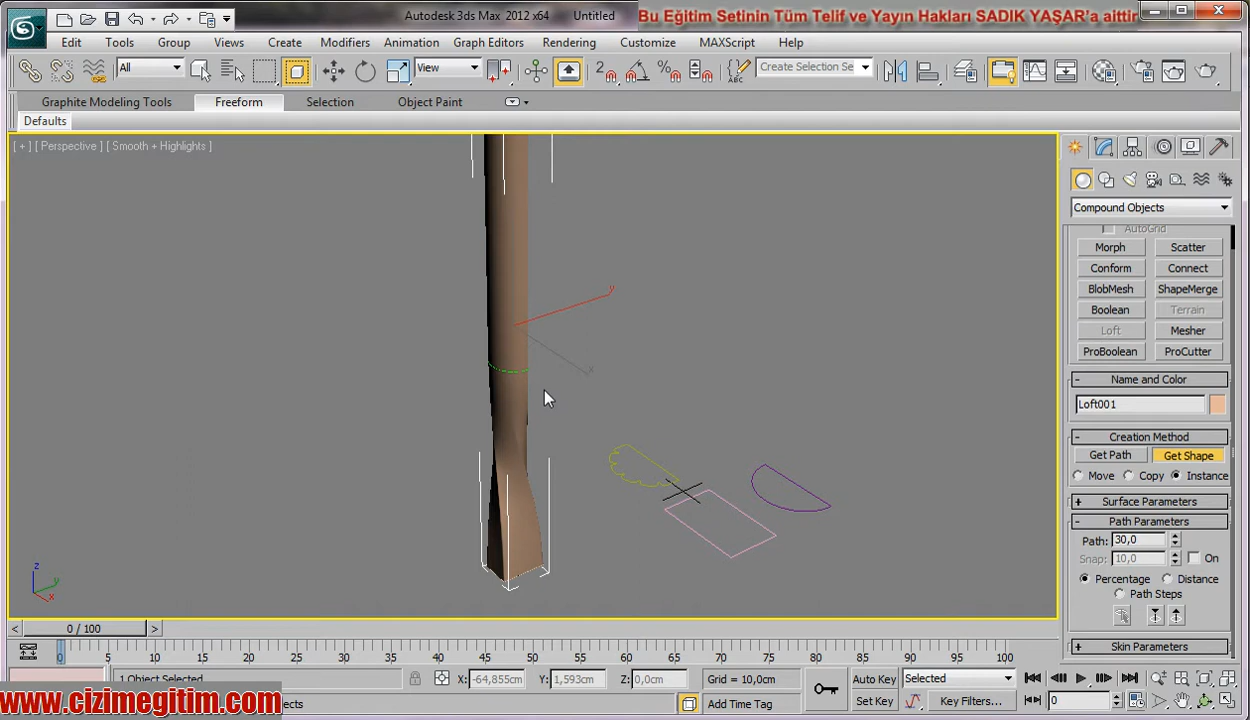 Autodesk 3ds Max 2012 x64 Untitled
Bu Eğitim Setinin Tüm Telif ve Yayın Hakları SADIK YAŞAR'a aittir
Edit Tools Group Views Create Modifiers Animation Graph Editors Rendering Customize MAXScript Help
All View Create Selection Se
Graphite Modeling Tools Freeform Selection Object Paint
Defaults
[ + ] [ Perspective ] [ Smooth + Highlights ]
Compound Objects
AutoGrid
Morph Scatter
Conform Connect
BlobMesh ShapeMerge
Boolean Terrain
Loft Mesher
ProBoolean ProCutter
- Name and Color
Loft001
- Creation Method
Get Path Get Shape
Move Copy Instance
+ Surface Parameters
- Path Parameters
Path: 30,0
Snap: 10,0 On
Percentage Distance
Path Steps
+ Skin Parameters
y
x
z
y
x
< 0 / 100 >
0 5 10 15 20 25 30 35 40 45 50 55 60 65 70 75 80 85 90 95 100
1 Object Selected X: -64,855cm Y: 1,593cm Z: 0,0cm Grid = 10,0cm Auto Key Selected
www.cizimegitim.com
Add Time Tag Set Key Key Filters... 0